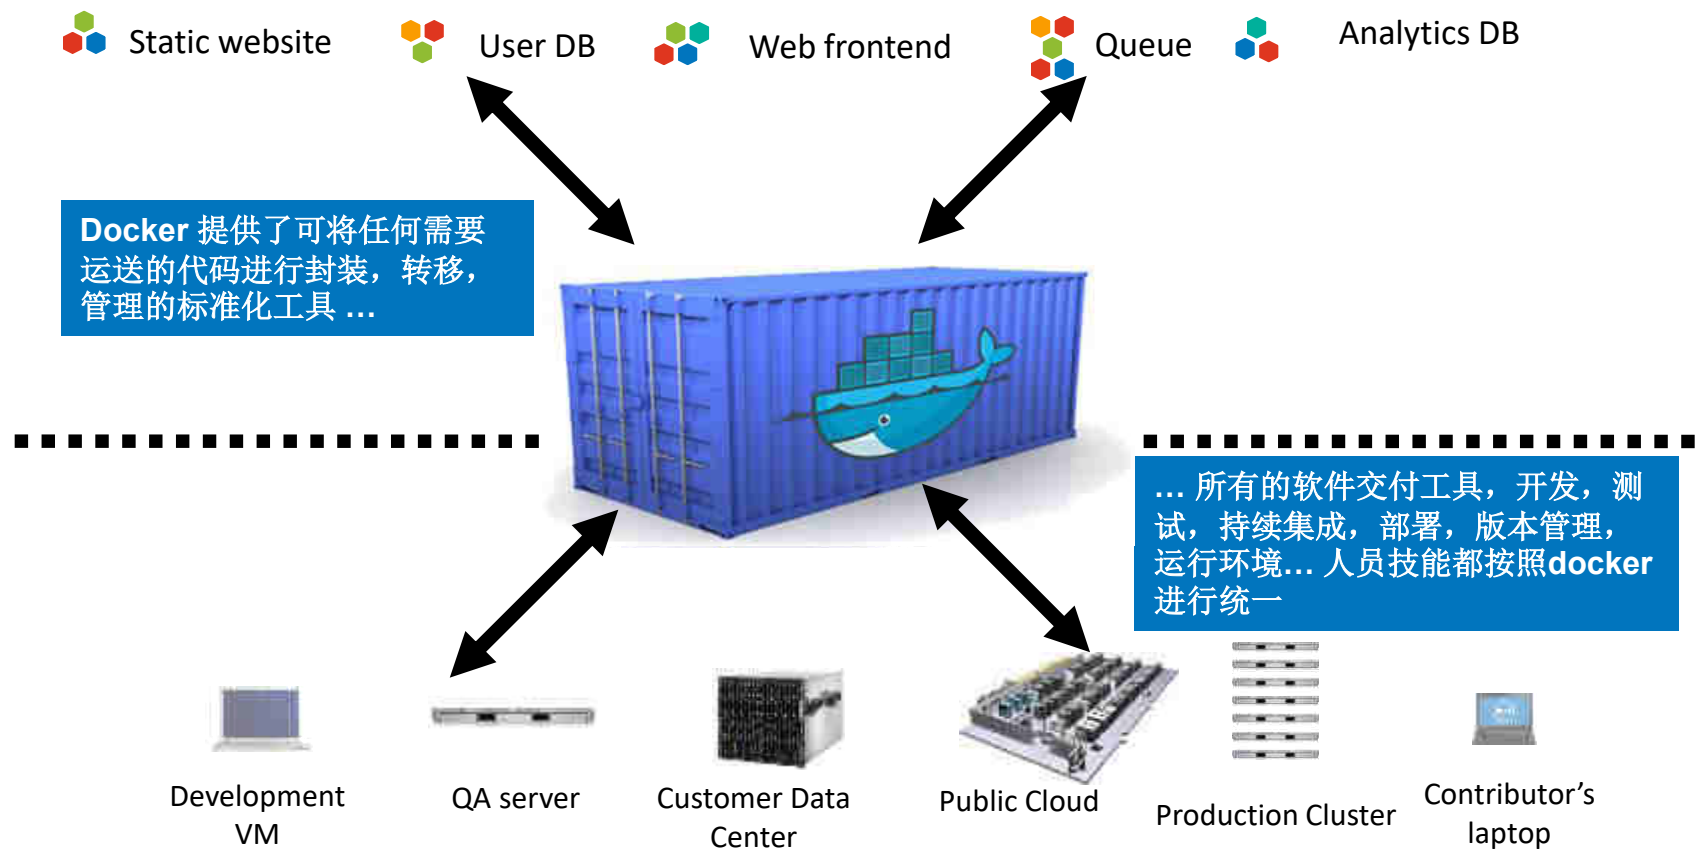 Static website
User DB
Web frontend
Queue
Analytics DB
Docker 提供了可将任何需要
运送的代码进行封装，转移，
管理的标准化工具 ...
... 所有的软件交付工具，开发，测
试，持续集成，部署，版本管理，
运行环境... 人员技能都按照docker
进行统一
Development
VM
QA server
Customer Data
Center
Public Cloud
Production Cluster
Contributor’s
laptop